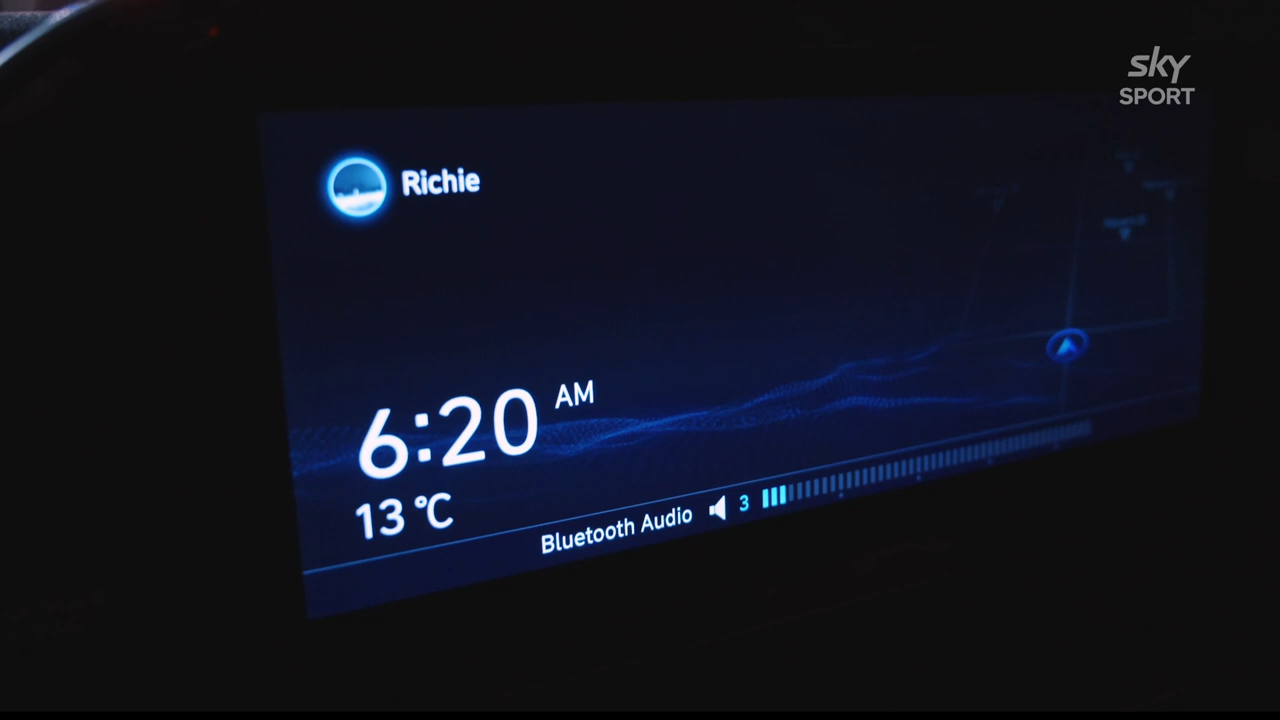 sky
SPORT
Richie
6:20 AM
13 °C
Bluetooth Audio 3